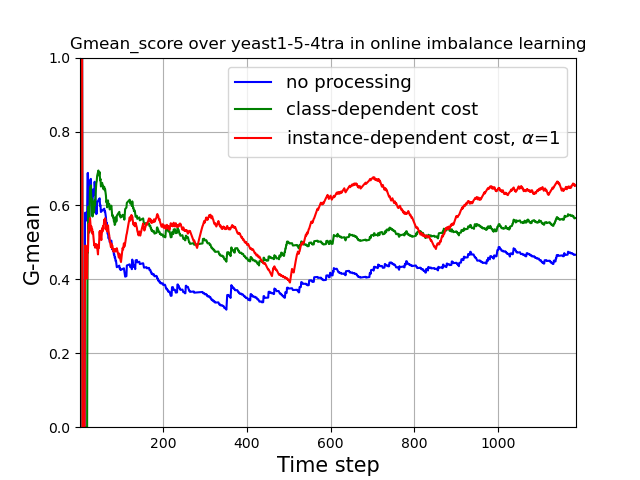 Gmean_score over yeast1-5-4tra in online imbalance learning
no processing
class-dependent cost
instance-dependent cost, α=1
G-mean
1.0
0.8
0.6
0.4
0.2
0.0
200 400 600 800 1000
Time step